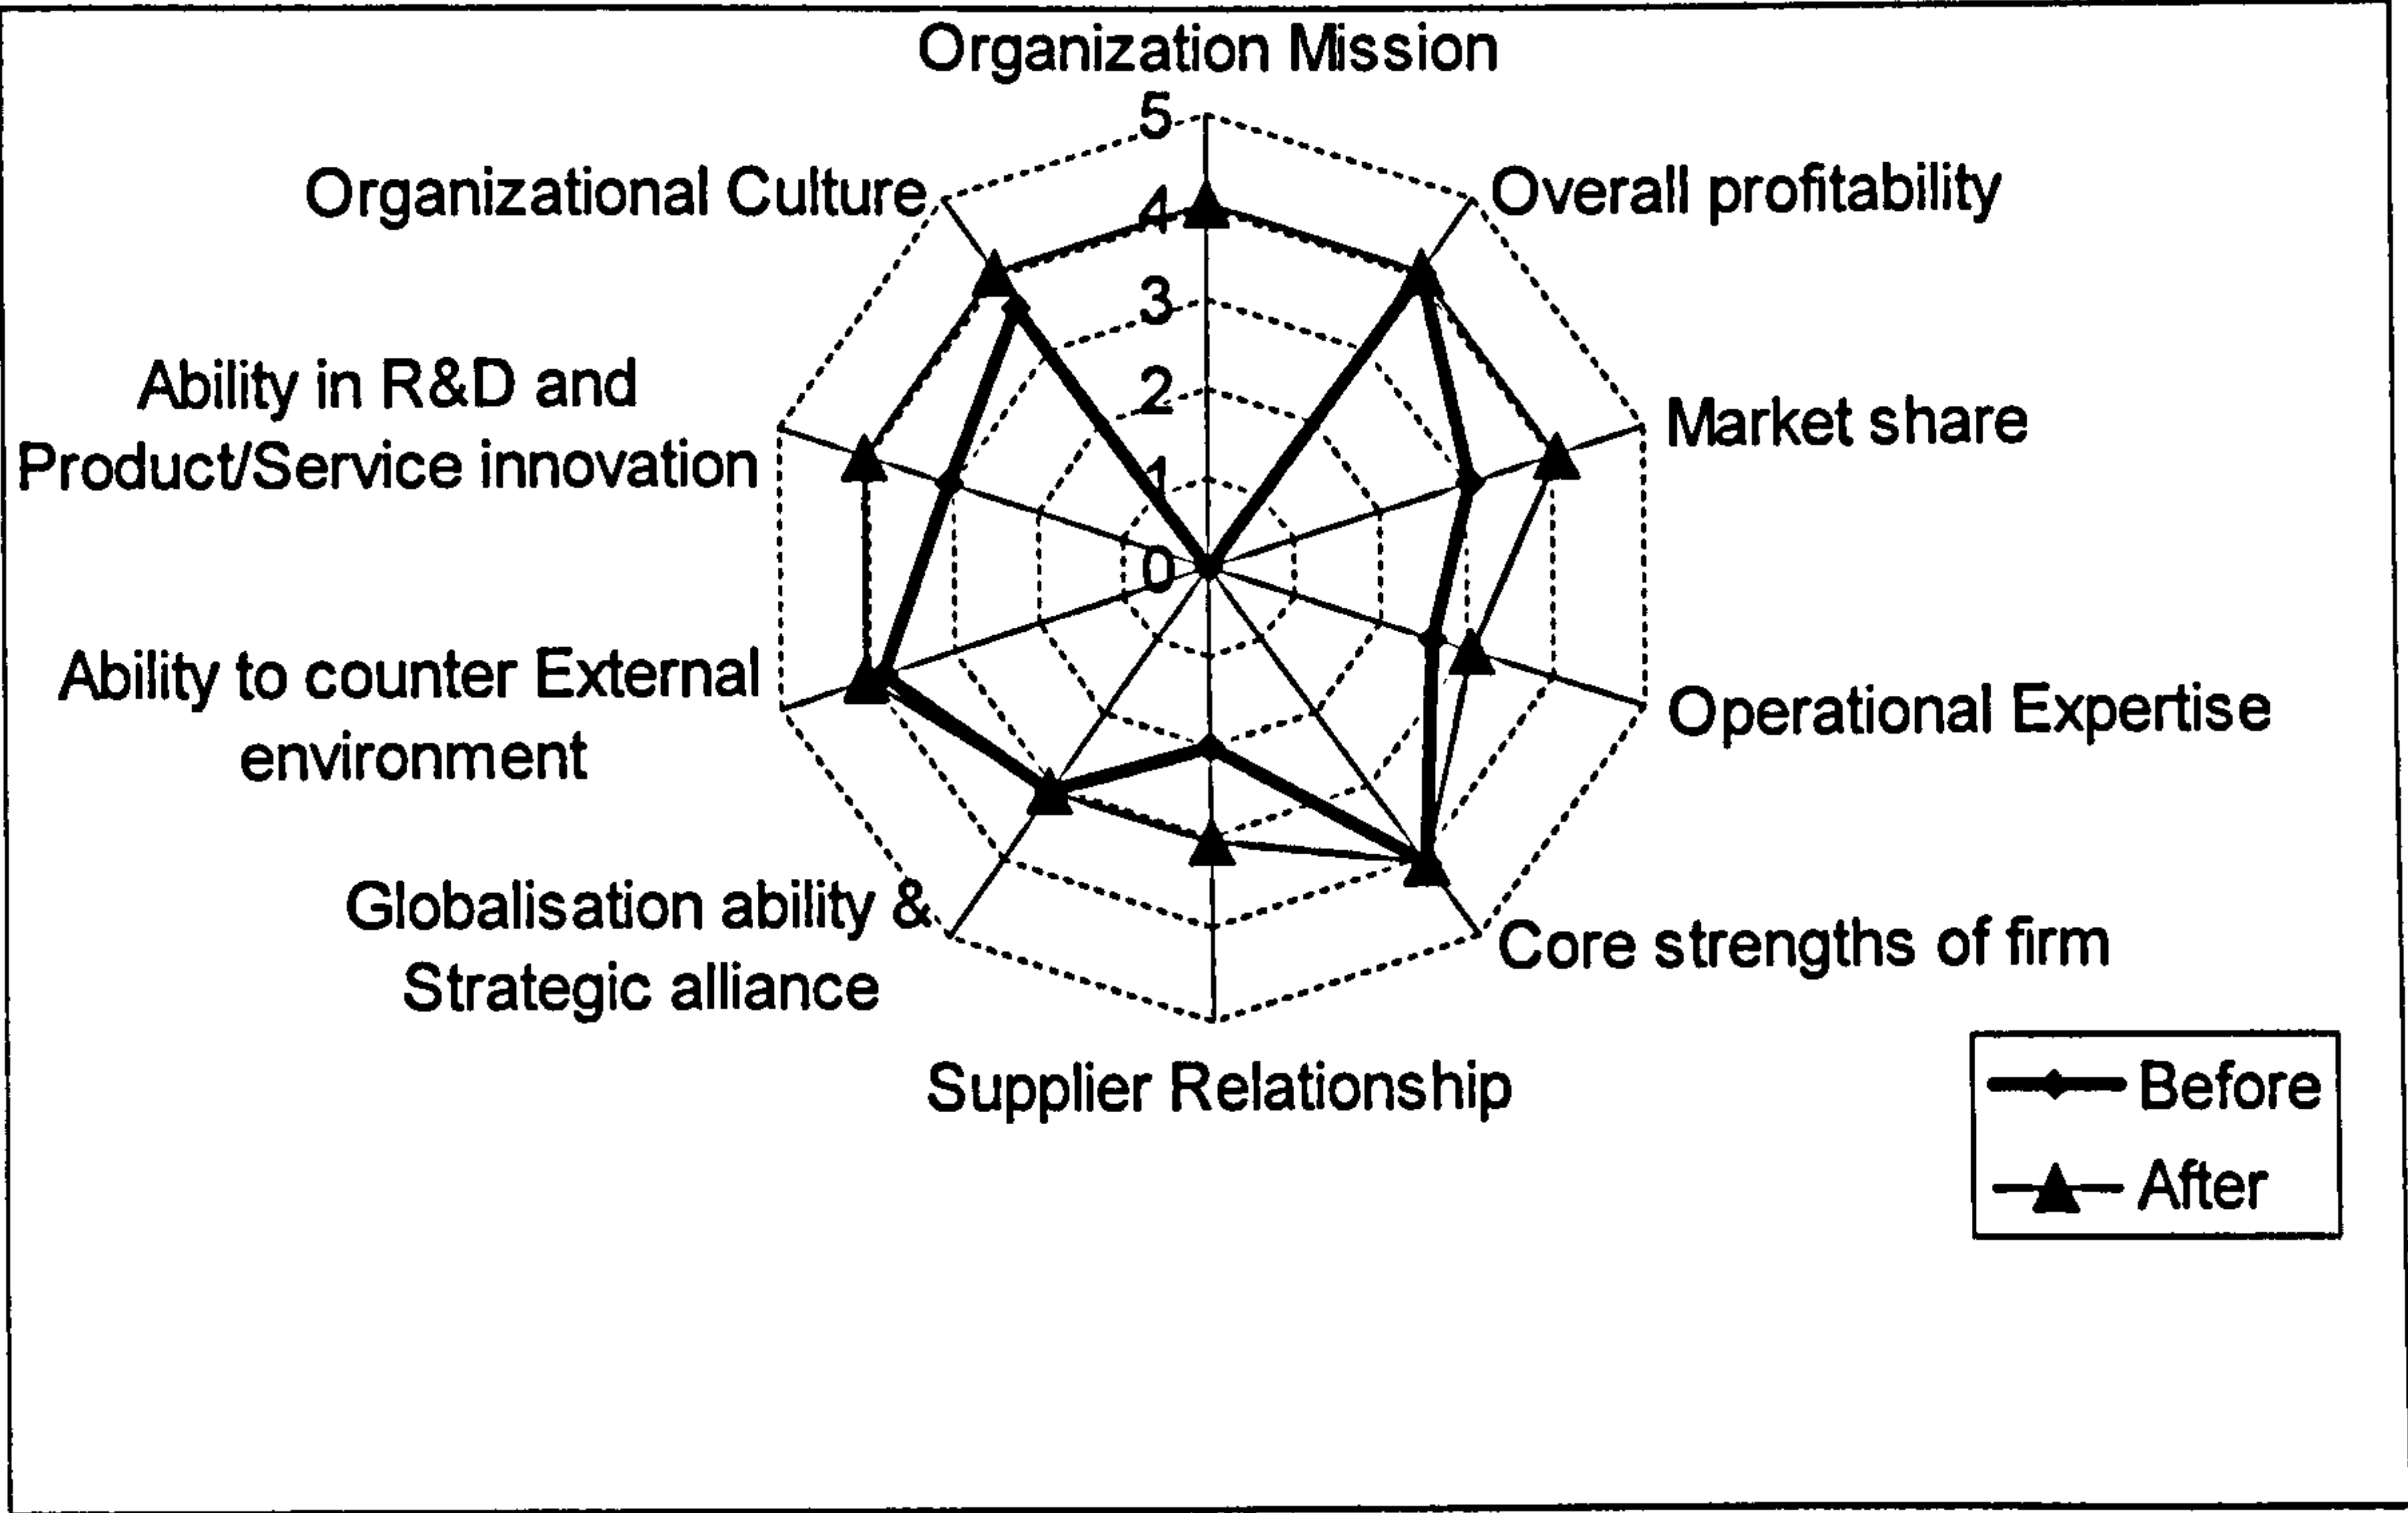 Organization Mission
5
Organizational Culture
Overall profitability
4
3
Ability in R&D and
Product/Service innovation
2
Market share
1
0
Ability to counter External
environment
Operational Expertise
Globalisation ability &
Strategic alliance
Core strengths of firm
Supplier Relationship
Before
After